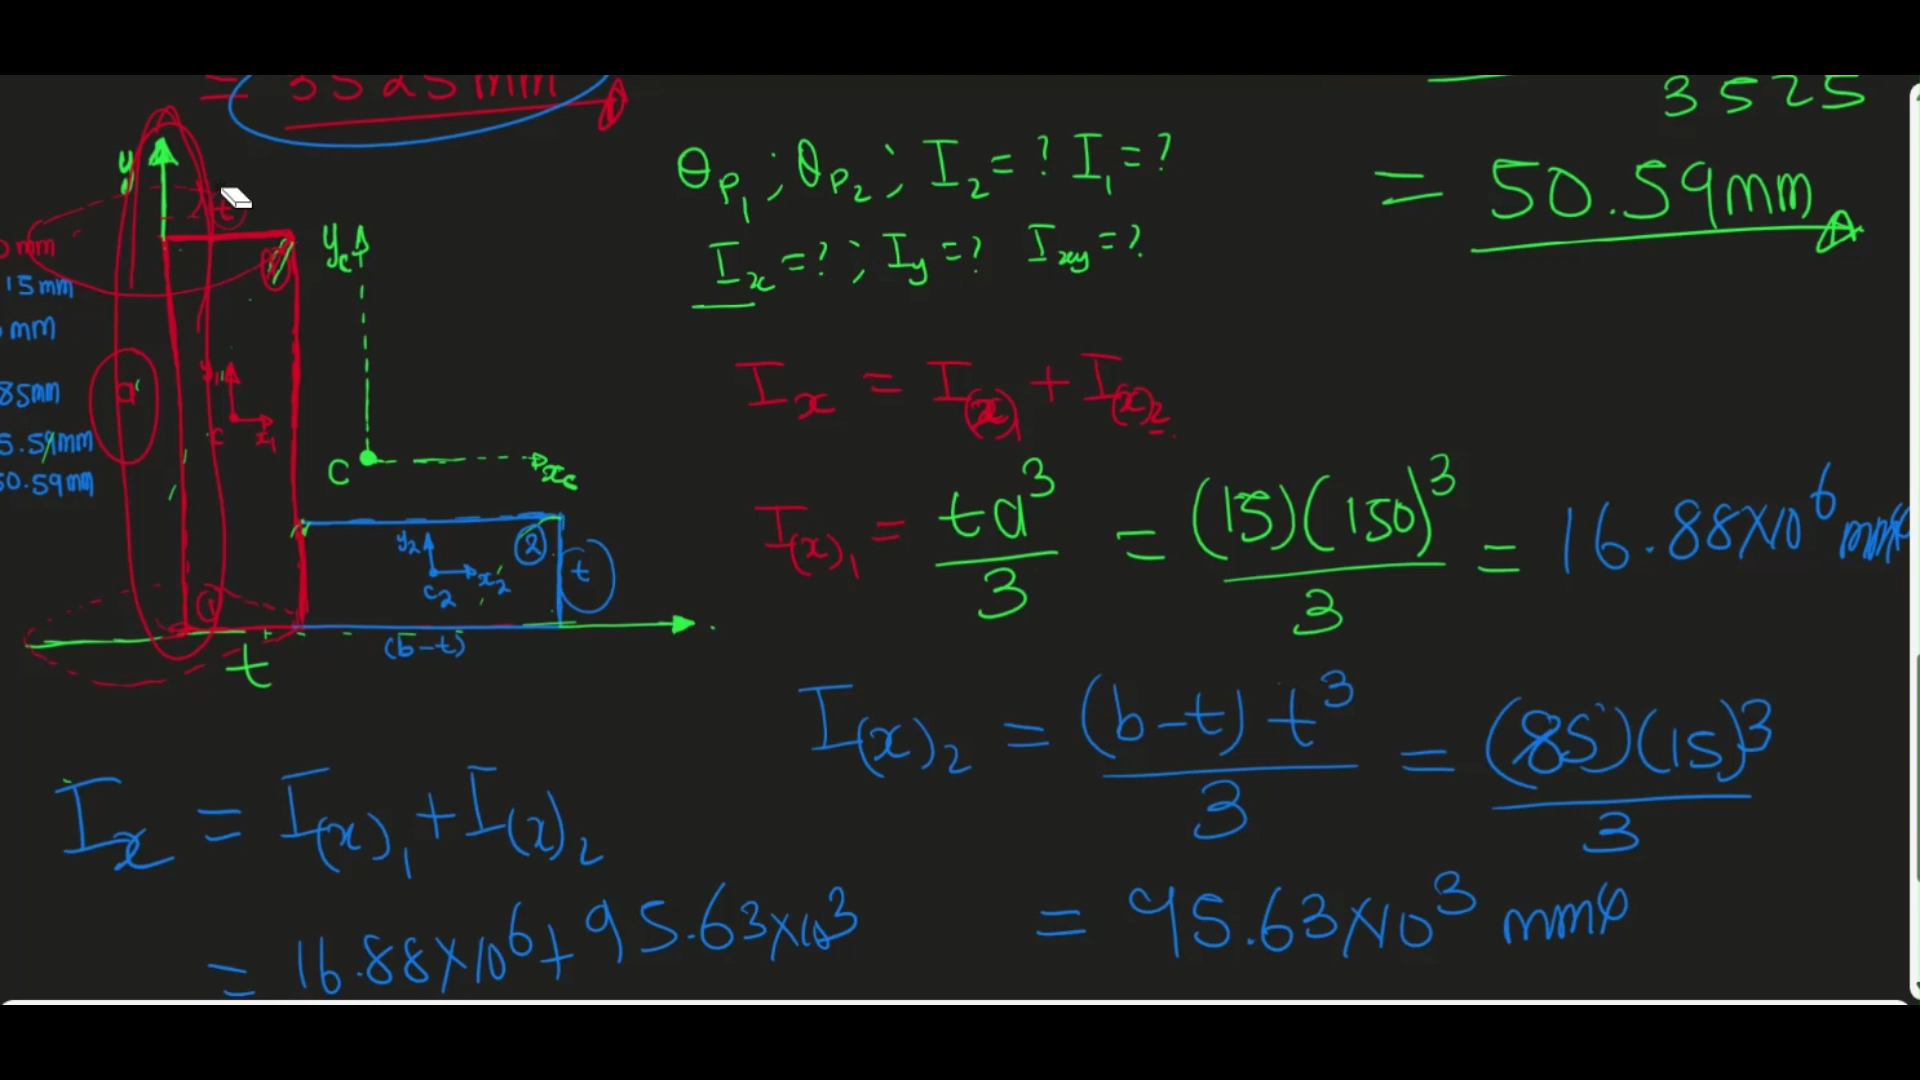 = 3525mm
3525
= 50.59mm
θP1 ; θP2 ; I2 = ? I1 = ?
Ix = ? ; Iy = ? Ixy = ?
y
t
yc
mm
15mm
mm
85mm
5.59mm
50.59mm
a
y1
c x1
C xc
1
y2
c2 x2
2
t
t
(b-t)
Ix = I(x)1 + I(x)2
I(x)1 = ta³/3 = (15)(150)³/3 = 16.88×10⁶ mm⁴
I(x)2 = (b-t) t³/3 = (85)(15)³/3
= 95.63×10³ mm⁴
Ix = I(x)1 + I(x)2
= 16.88×10⁶ + 95.63×10³